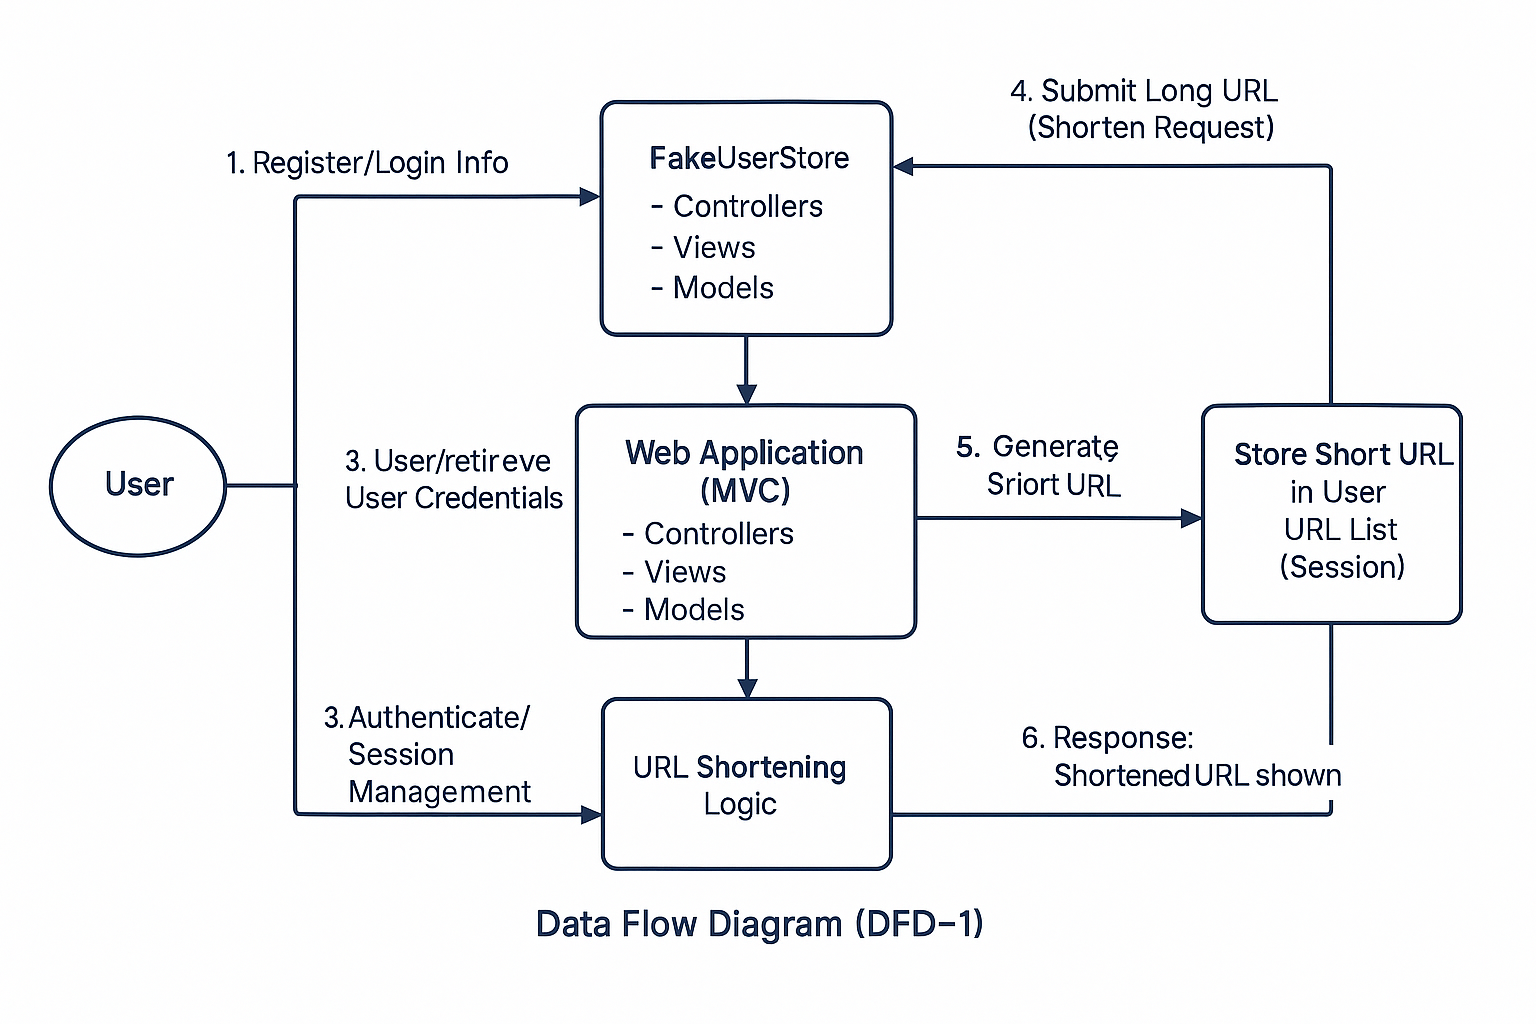 4. Submit Long URL
(Shorten Request)
1. Register/Login Info
FakeUserStore
- Controllers
- Views
- Models
User
3. User/retireve
User Credentials
Web Application
(MVC)
- Controllers
- Views
- Models
5. Generate
Sriort URL
Store Short URL
in User
URL List
(Session)
3. Authenticate/
Session
Management
URL Shortening
Logic
6. Response:
Shortened URL shown
Data Flow Diagram (DFD-1)